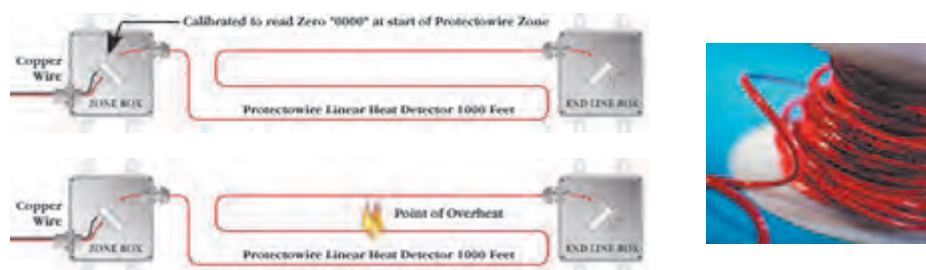 Calibrated to read Zero "0000" at start of Protectowire Zone
Copper
Wire
ZONE BOX
Protectowire Linear Heat Detector 1000 Feet
END LINE BOX
Copper
Wire
Point of Overheat
ZONE BOX
Protectowire Linear Heat Detector 1000 Feet
END LINE BOX